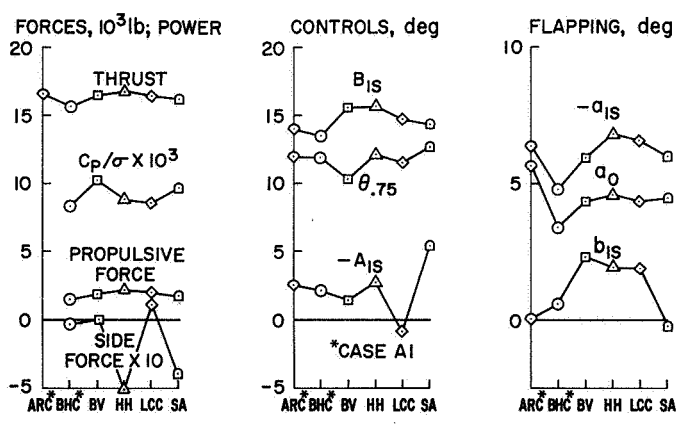 FORCES, 10³lb; POWER
20
15
10
5
0
-5
THRUST
Cₚ/σ X 10³
PROPULSIVE
FORCE
SIDE
FORCE X 10
ARC* BHC* BV HH LCC SA
CONTROLS, deg
20
15
10
5
0
-5
B₁S
θ.75
-A₁S
*CASE A1
ARC* BHC* BV HH LCC SA
FLAPPING, deg
10
5
0
-a₁S
a₀
b₁S
ARC* BHC* BV HH LCC SA